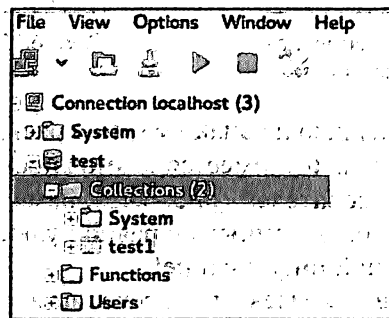 File View Options Window Help
Connection localhost (3)
System
test
Collections (2)
System
test1
Functions
Users